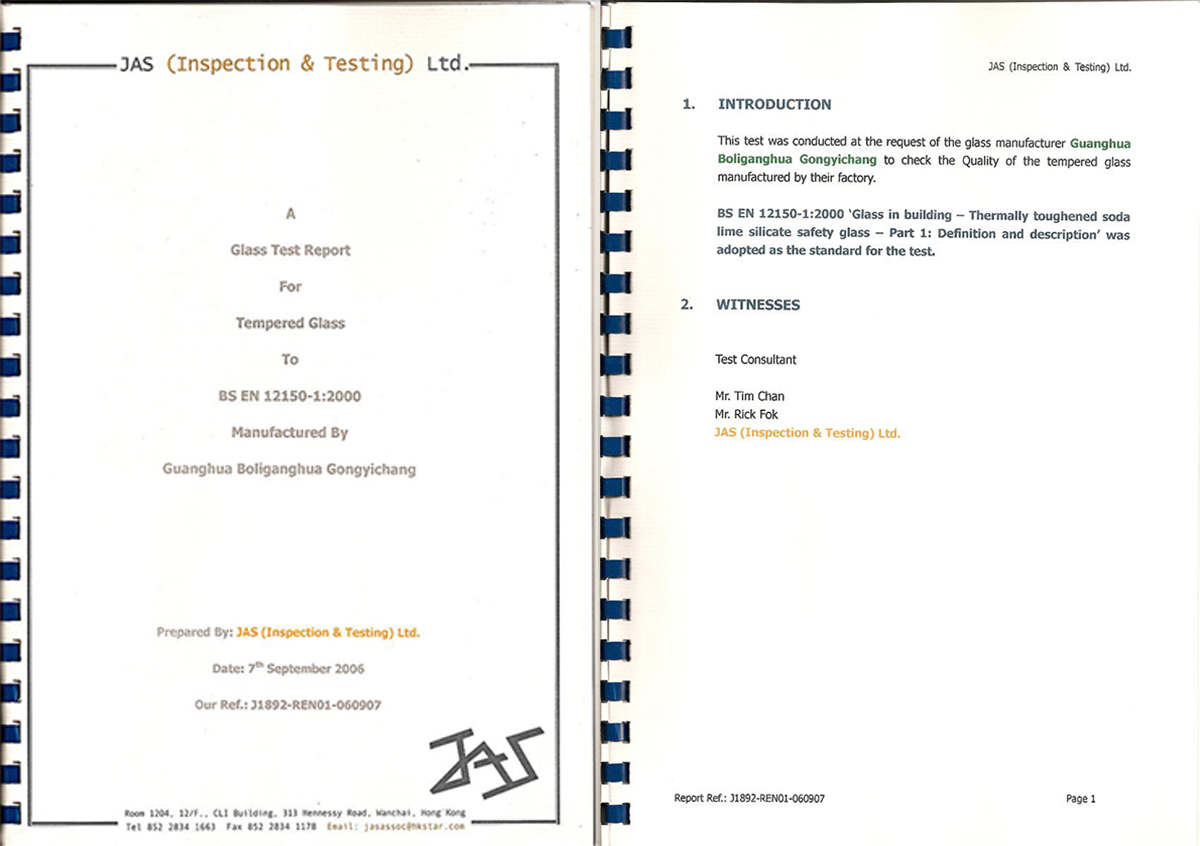 JAS (Inspection & Testing) Ltd.
A
Glass Test Report
For
Tempered Glass
To
BS EN 12150-1:2000
Manufactured By
Guanghua Boliganghua Gongyichang
Prepared By: JAS (Inspection & Testing) Ltd.
Date: 7th September 2006
Our Ref.: J1892-REN01-060907
JAS
Room 1204, 12/F., CLI Building, 313 Hennessy Road, Wanchai, Hong Kong
Tel 852 2834 1663 Fax 852 2834 1178 Email: jasassoc@hkstar.com
JAS (Inspection & Testing) Ltd.
1. INTRODUCTION
This test was conducted at the request of the glass manufacturer Guanghua
Boliganghua Gongyichang to check the Quality of the tempered glass
manufactured by their factory.
BS EN 12150-1:2000 ‘Glass in building – Thermally toughened soda
lime silicate safety glass – Part 1: Definition and description’ was
adopted as the standard for the test.
2. WITNESSES
Test Consultant
Mr. Tim Chan
Mr. Rick Fok
JAS (Inspection & Testing) Ltd.
Report Ref.: J1892-REN01-060907
Page 1